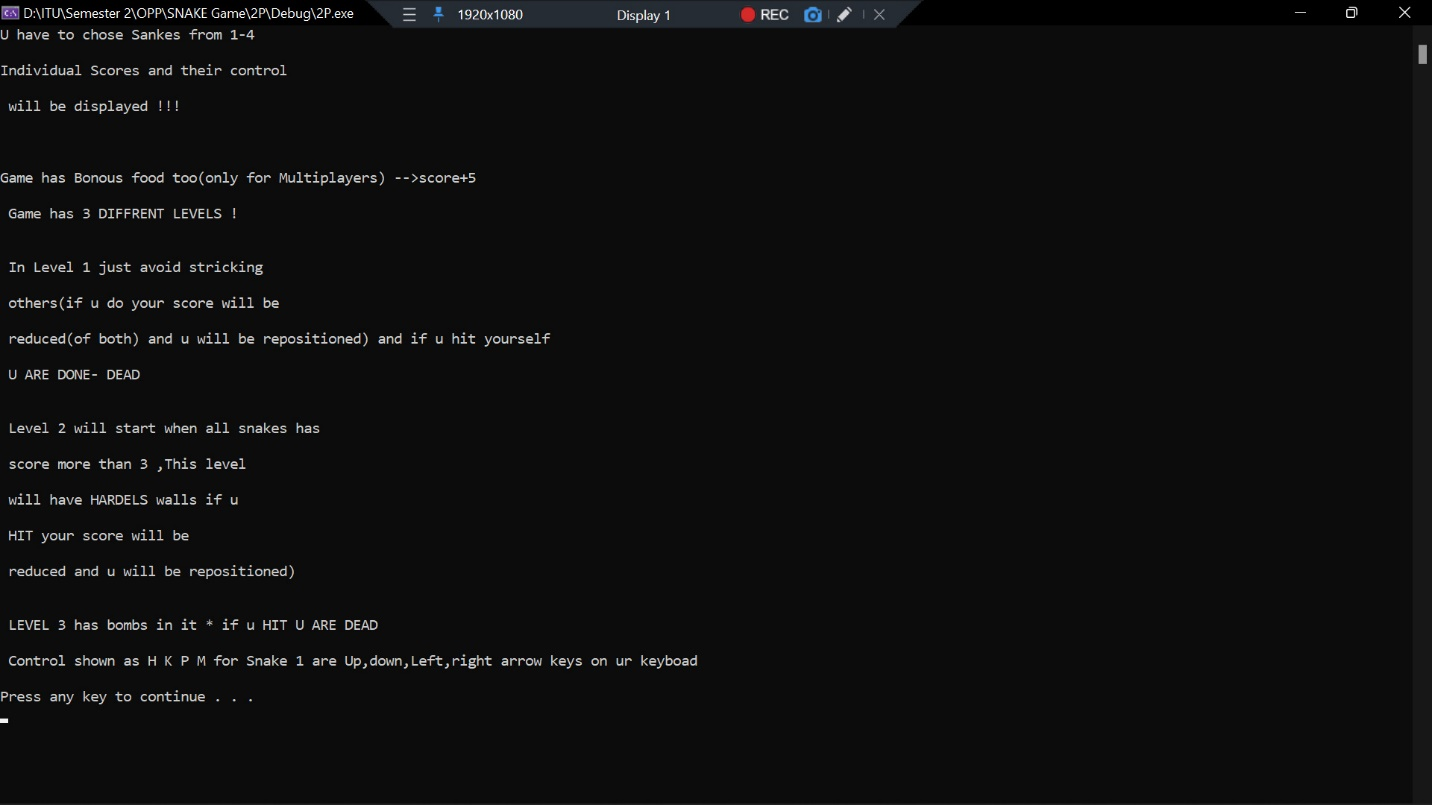 D:\ITU\Semester 2\OPP\SNAKE Game\2P\Debug\2P.exe
1920x1080
Display 1
REC
U have to chose Sankes from 1-4
Individual Scores and their control
will be displayed !!!
Game has Bonous food too(only for Multiplayers) -->score+5
Game has 3 DIFFRENT LEVELS !
In Level 1 just avoid stricking
others(if u do your score will be
reduced(of both) and u will be repositioned) and if u hit yourself
U ARE DONE- DEAD
Level 2 will start when all snakes has
score more than 3 ,This level
will have HARDELS walls if u
HIT your score will be
reduced and u will be repositioned)
LEVEL 3 has bombs in it * if u HIT U ARE DEAD
Control shown as H K P M for Snake 1 are Up,down,Left,right arrow keys on ur keyboad
Press any key to continue . . .